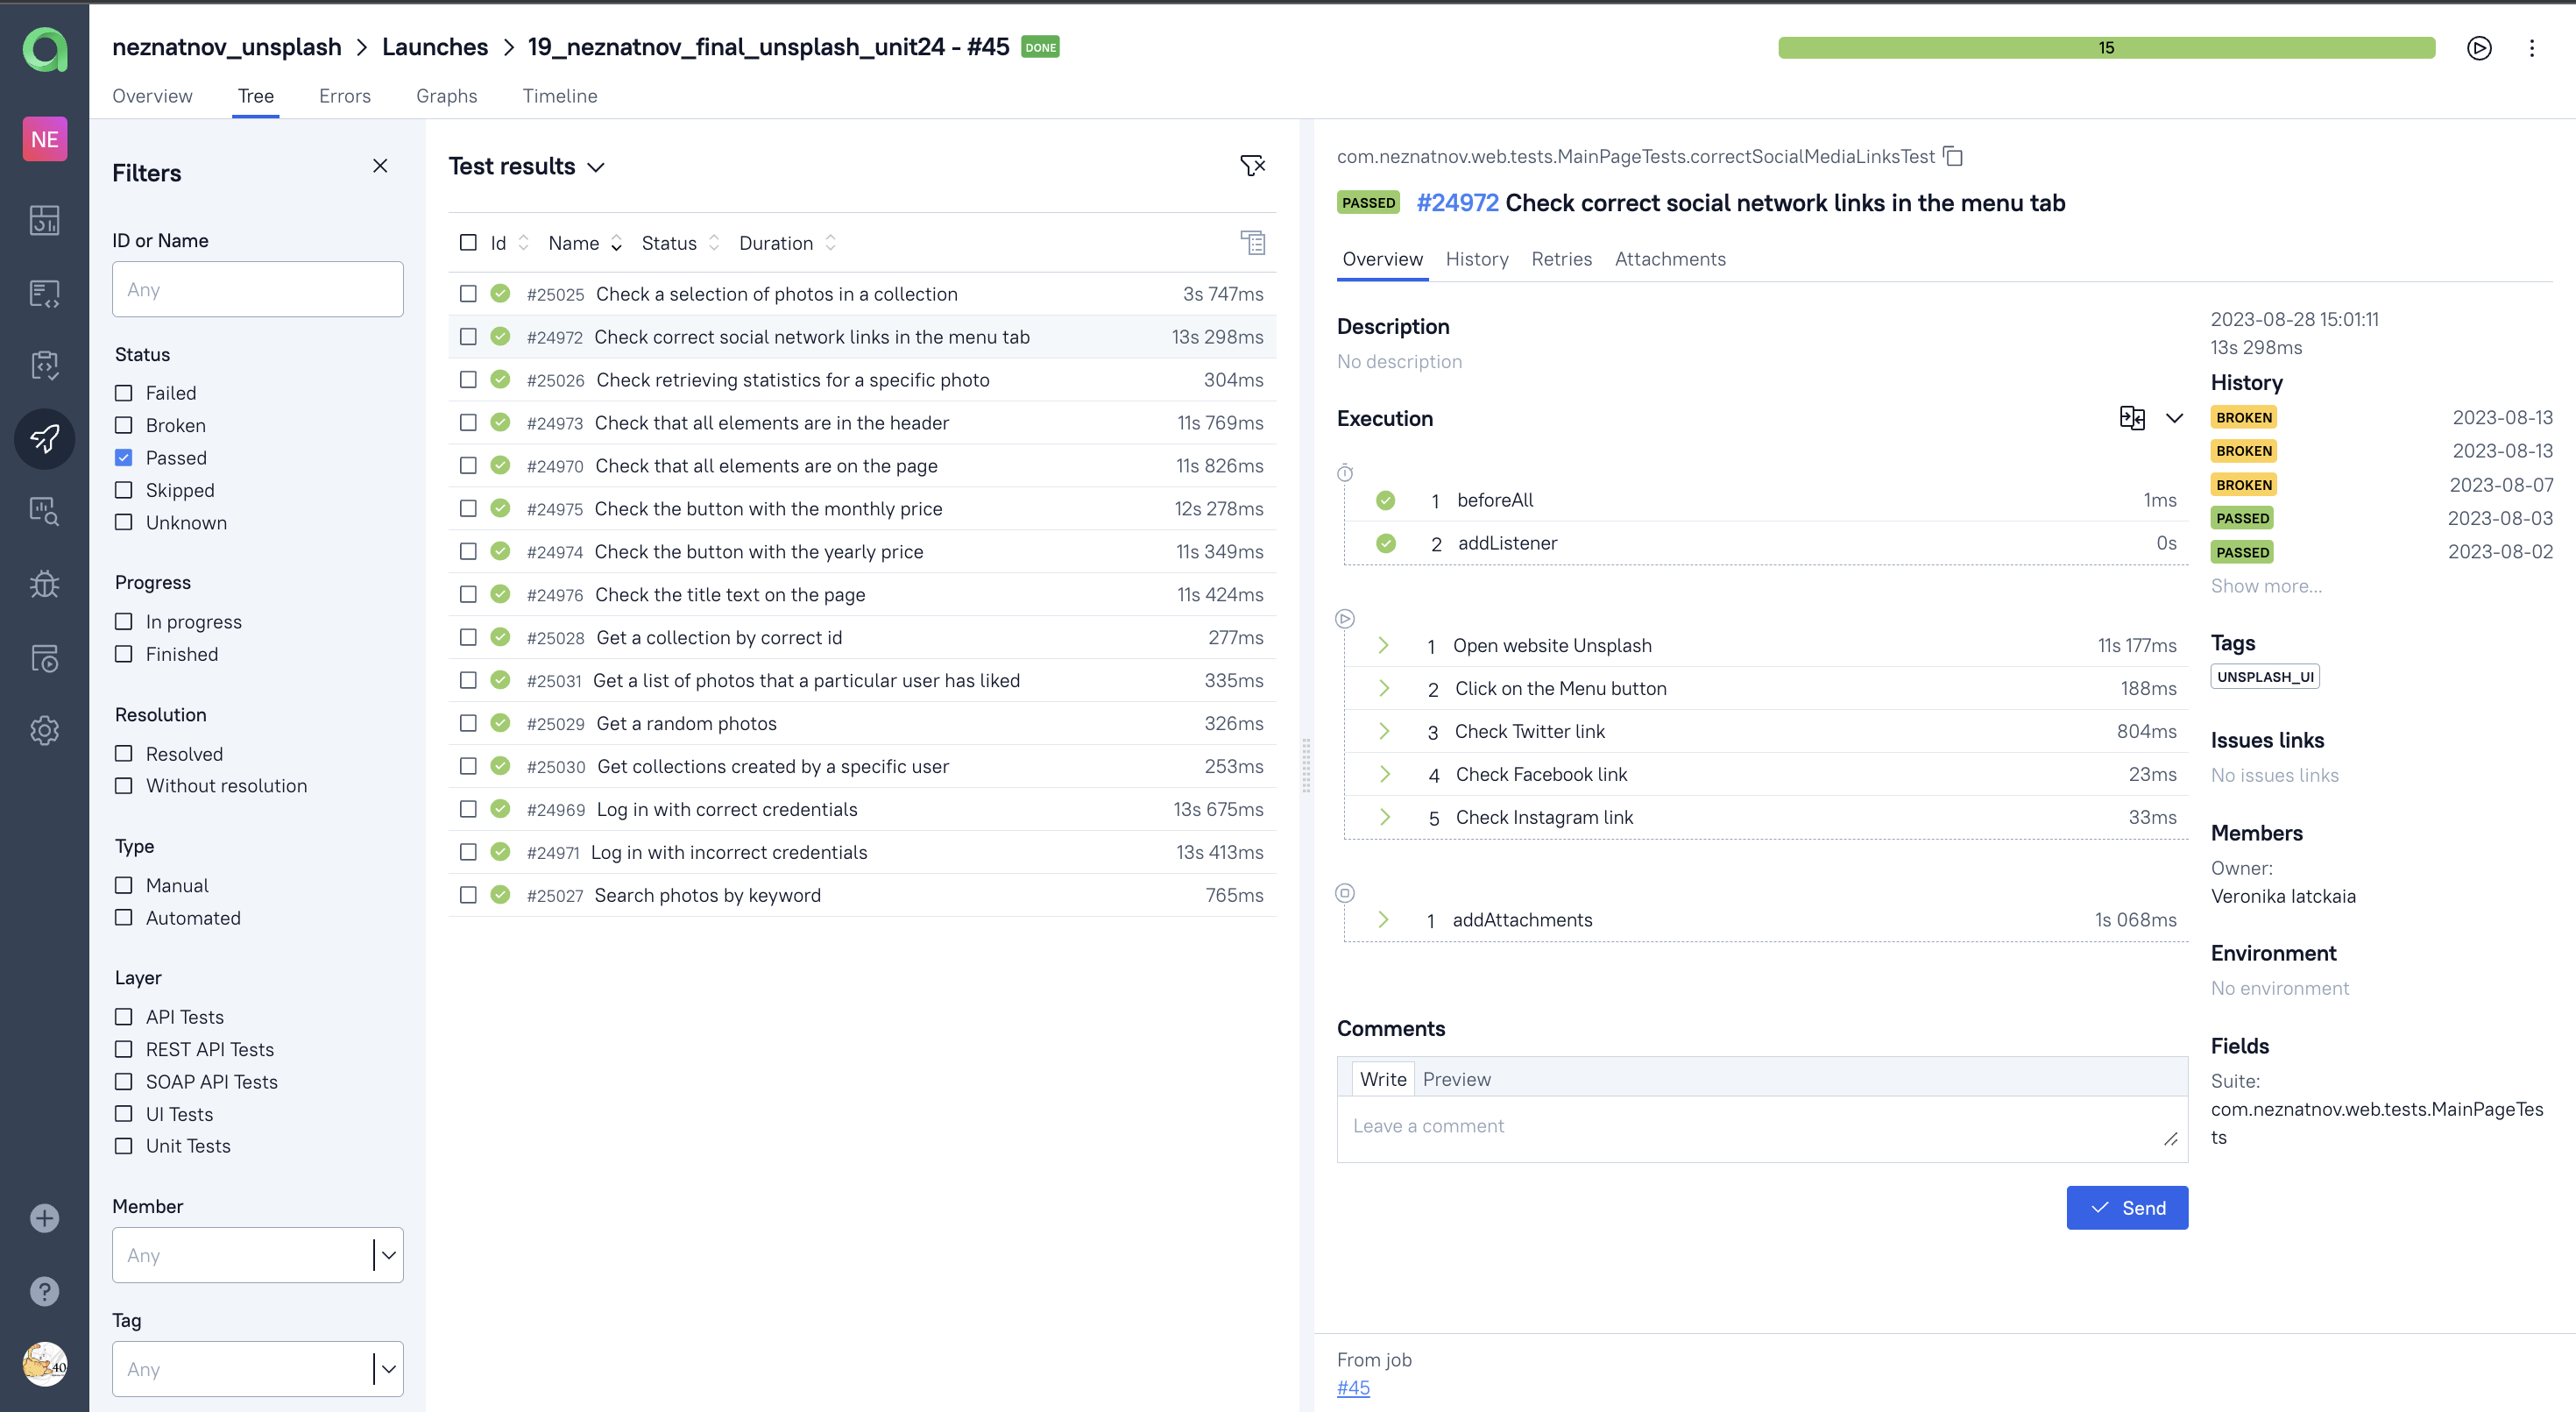 neznatnov_unsplash > Launches > 19_neznatnov_final_unsplash_unit24 - #45 DONE
15
Overview Tree Errors Graphs Timeline
NE
Filters
ID or Name
Any
Status
Failed
Broken
Passed
Skipped
Unknown
Progress
In progress
Finished
Resolution
Resolved
Without resolution
Type
Manual
Automated
Layer
API Tests
REST API Tests
SOAP API Tests
UI Tests
Unit Tests
Member
Any
Tag
Any
40
Test results
Id Name Status Duration
#25025 Check a selection of photos in a collection 3s 747ms
#24972 Check correct social network links in the menu tab 13s 298ms
#25026 Check retrieving statistics for a specific photo 304ms
#24973 Check that all elements are in the header 11s 769ms
#24970 Check that all elements are on the page 11s 826ms
#24975 Check the button with the monthly price 12s 278ms
#24974 Check the button with the yearly price 11s 349ms
#24976 Check the title text on the page 11s 424ms
#25028 Get a collection by correct id 277ms
#25031 Get a list of photos that a particular user has liked 335ms
#25029 Get a random photos 326ms
#25030 Get collections created by a specific user 253ms
#24969 Log in with correct credentials 13s 675ms
#24971 Log in with incorrect credentials 13s 413ms
#25027 Search photos by keyword 765ms
com.neznatnov.web.tests.MainPageTests.correctSocialMediaLinksTest
PASSED #24972 Check correct social network links in the menu tab
Overview History Retries Attachments
Description
No description
Execution
1 beforeAll 1ms
2 addListener 0s
1 Open website Unsplash 11s 177ms
2 Click on the Menu button 188ms
3 Check Twitter link 804ms
4 Check Facebook link 23ms
5 Check Instagram link 33ms
1 addAttachments 1s 068ms
Comments
Write Preview
Leave a comment
Send
From job
#45
2023-08-28 15:01:11
13s 298ms
History
BROKEN 2023-08-13
BROKEN 2023-08-13
BROKEN 2023-08-07
PASSED 2023-08-03
PASSED 2023-08-02
Show more...
Tags
UNSPLASH_UI
Issues links
No issues links
Members
Owner:
Veronika Iatckaia
Environment
No environment
Fields
Suite:
com.neznatnov.web.tests.MainPageTes
ts